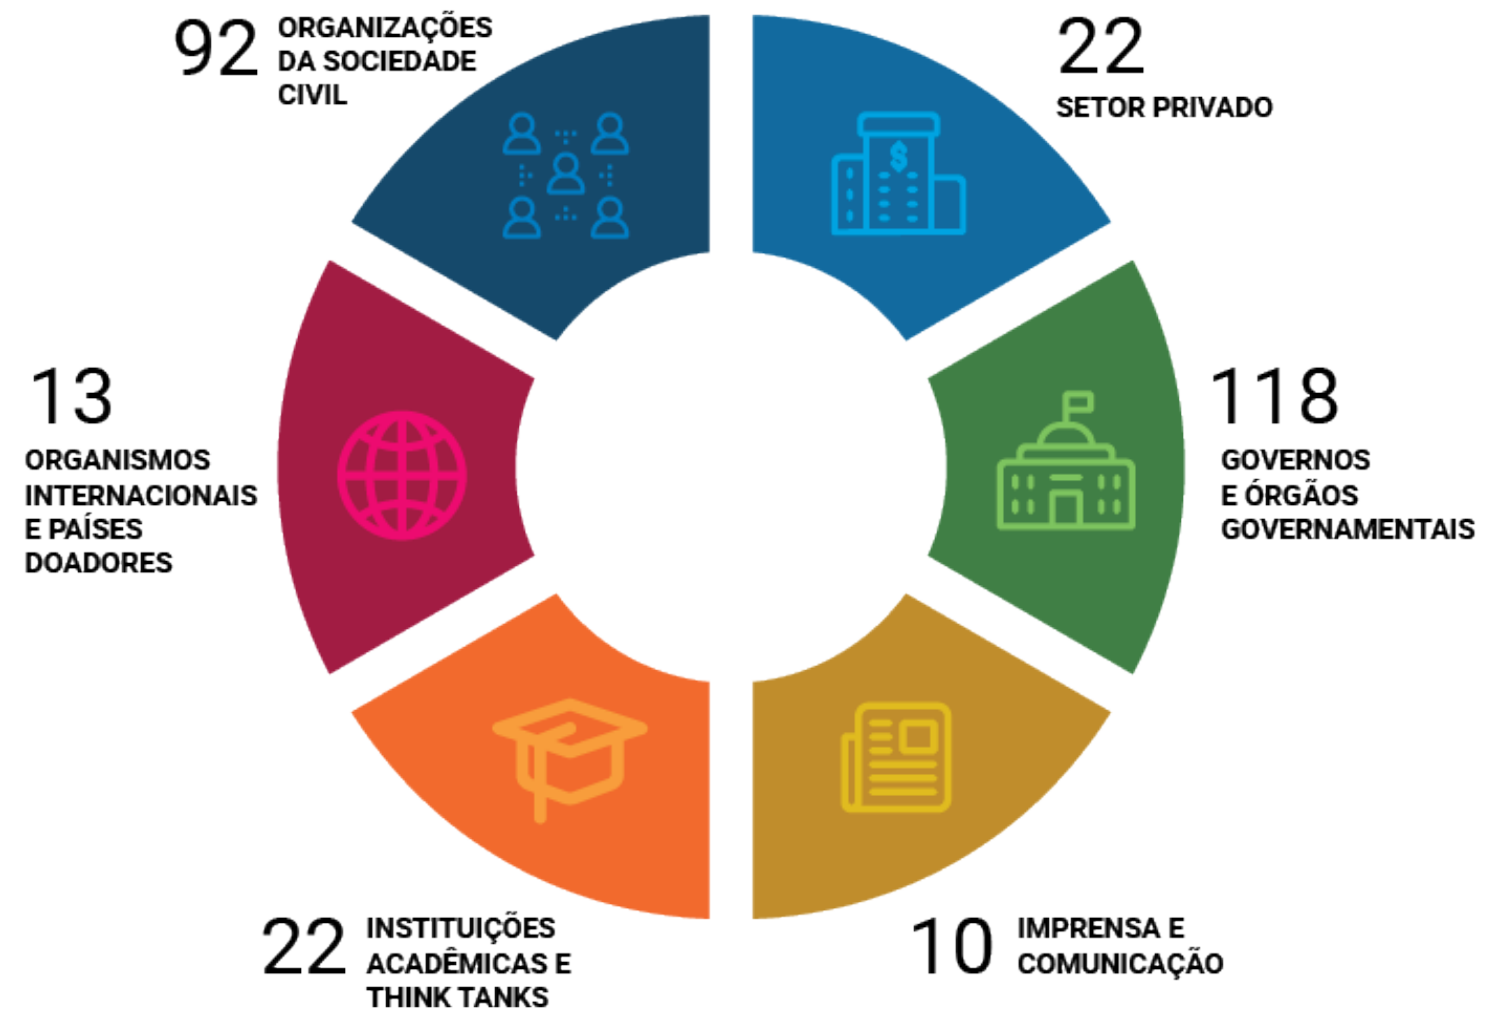 92
ORGANIZAÇÕES
DA SOCIEDADE
CIVIL
22
SETOR PRIVADO
$
13
ORGANISMOS
INTERNACIONAIS
E PAÍSES
DOADORES
118
GOVERNOS
E ÓRGÃOS
GOVERNAMENTAIS
22
INSTITUIÇÕES
ACADÊMICAS E
THINK TANKS
10
IMPRENSA E
COMUNICAÇÃO